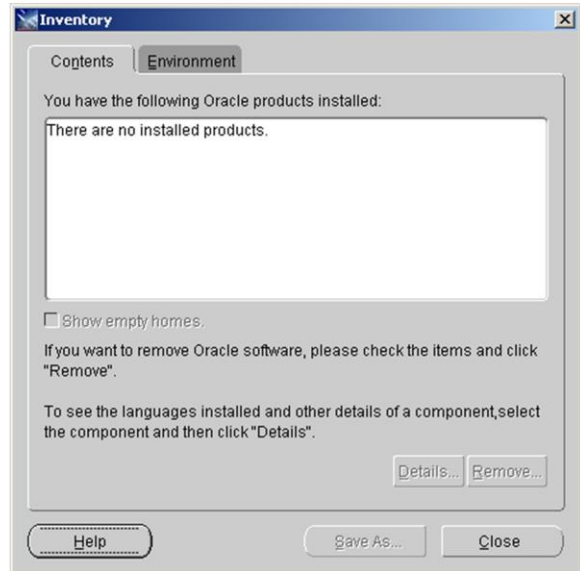 Inventory
Contents
Environment
You have the following Oracle products installed:
There are no installed products.
Show empty homes.
If you want to remove Oracle software, please check the items and click
"Remove".
To see the languages installed and other details of a component,select
the component and then click "Details".
Details... Remove...
Help Save As... Close